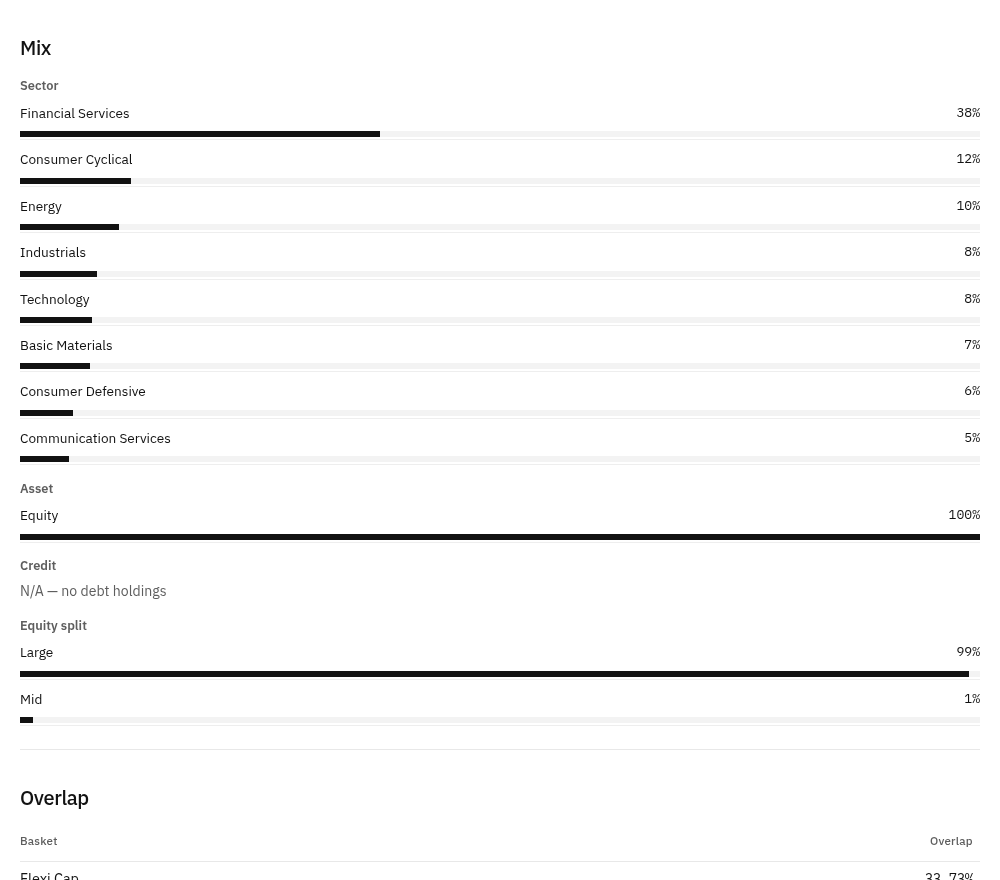 Mix
Sector
Financial Services 38%
Consumer Cyclical 12%
Energy 10%
Industrials 8%
Technology 8%
Basic Materials 7%
Consumer Defensive 6%
Communication Services 5%
Asset
Equity 100%
Credit
N/A — no debt holdings
Equity split
Large 99%
Mid 1%
Overlap
Basket Overlap
Flexi Cap 33.73%